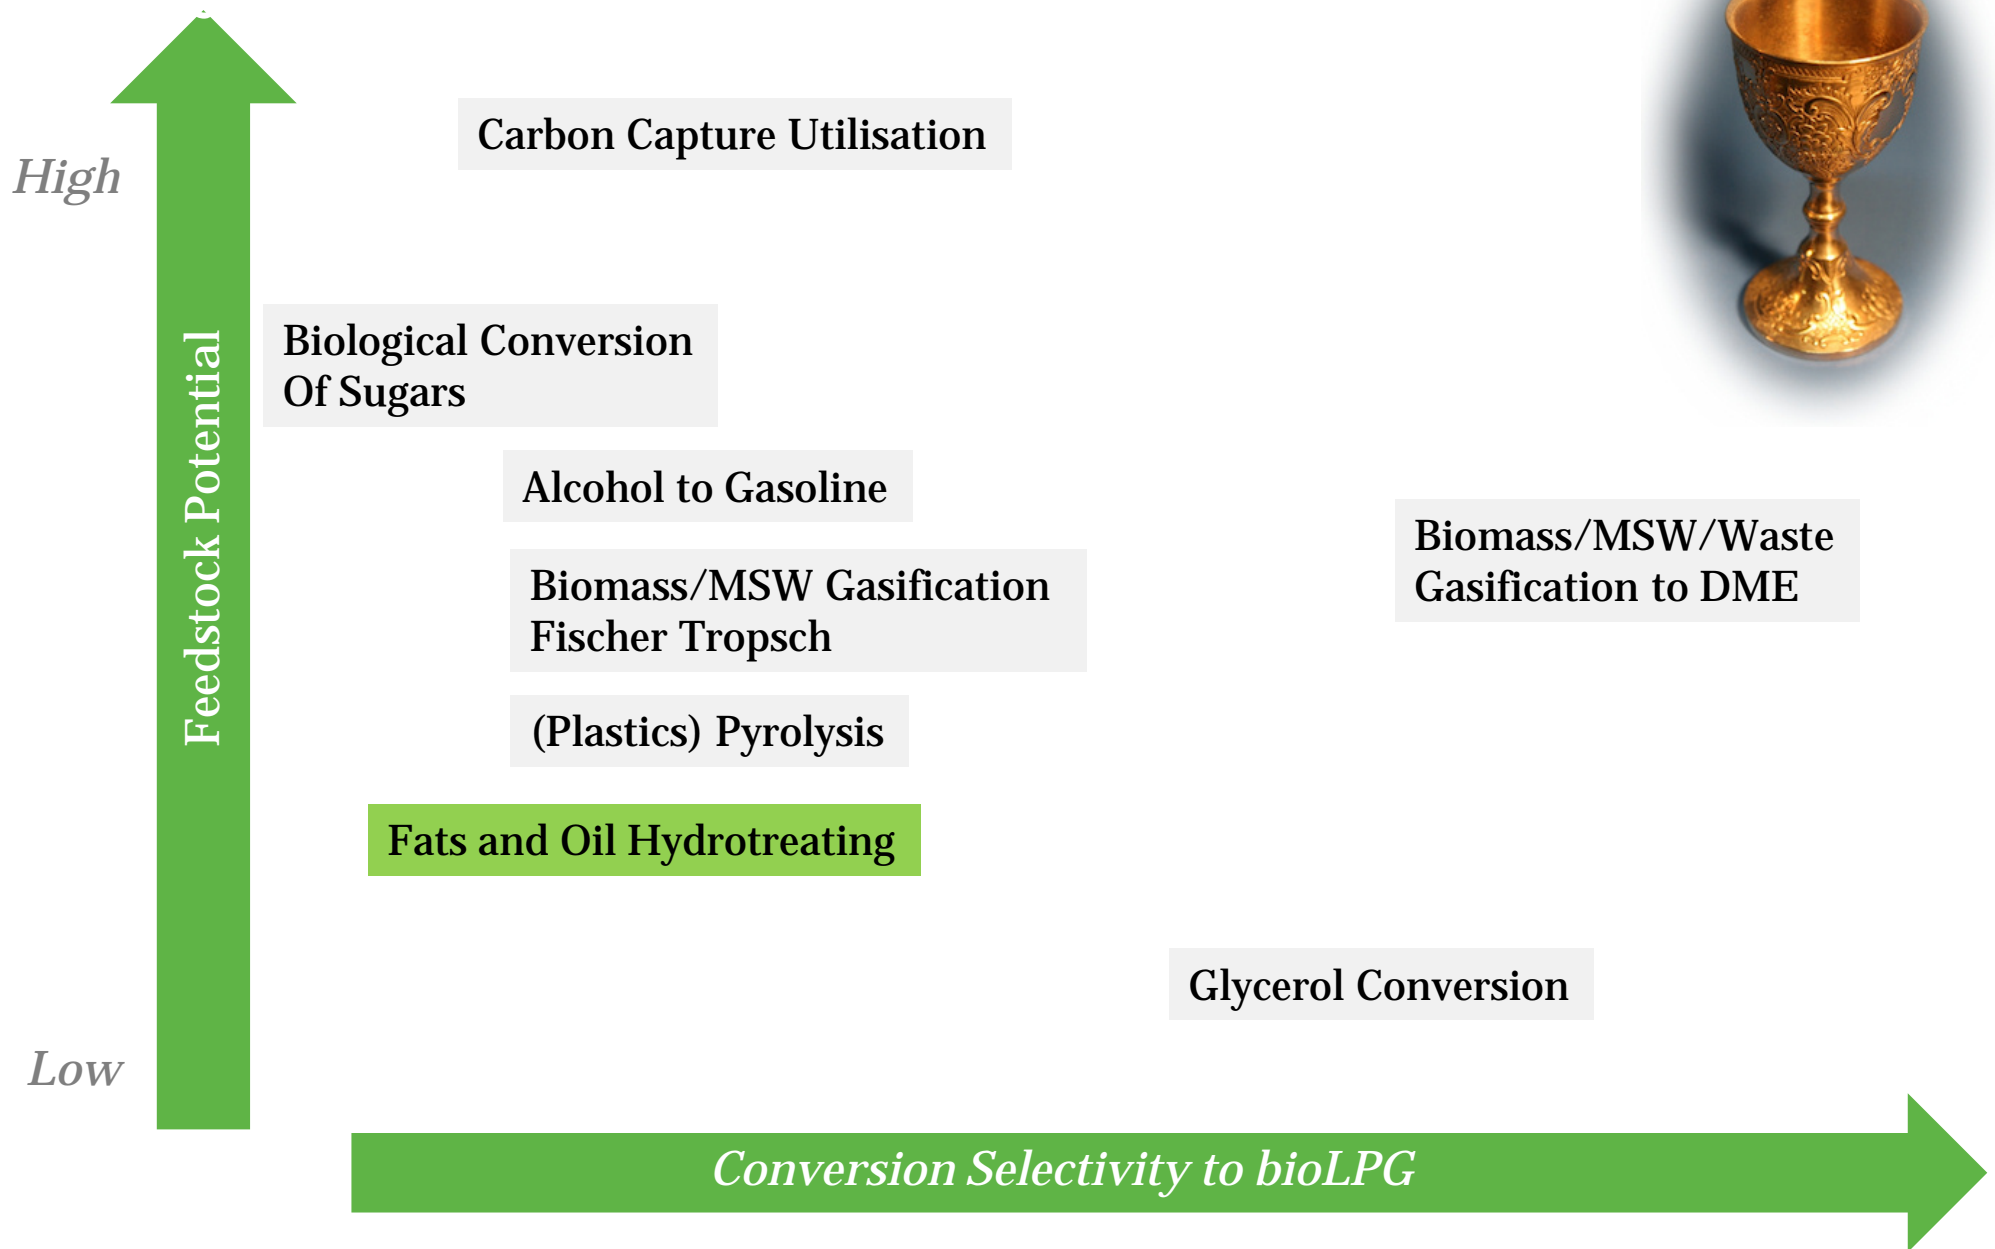 Carbon Capture Utilisation
High
Biological Conversion
Of Sugars
Feedstock Potential
Alcohol to Gasoline
Biomass/MSW/Waste
Gasification to DME
Biomass/MSW Gasification
Fischer Tropsch
(Plastics) Pyrolysis
Fats and Oil Hydrotreating
Glycerol Conversion
Low
Conversion Selectivity to bioLPG